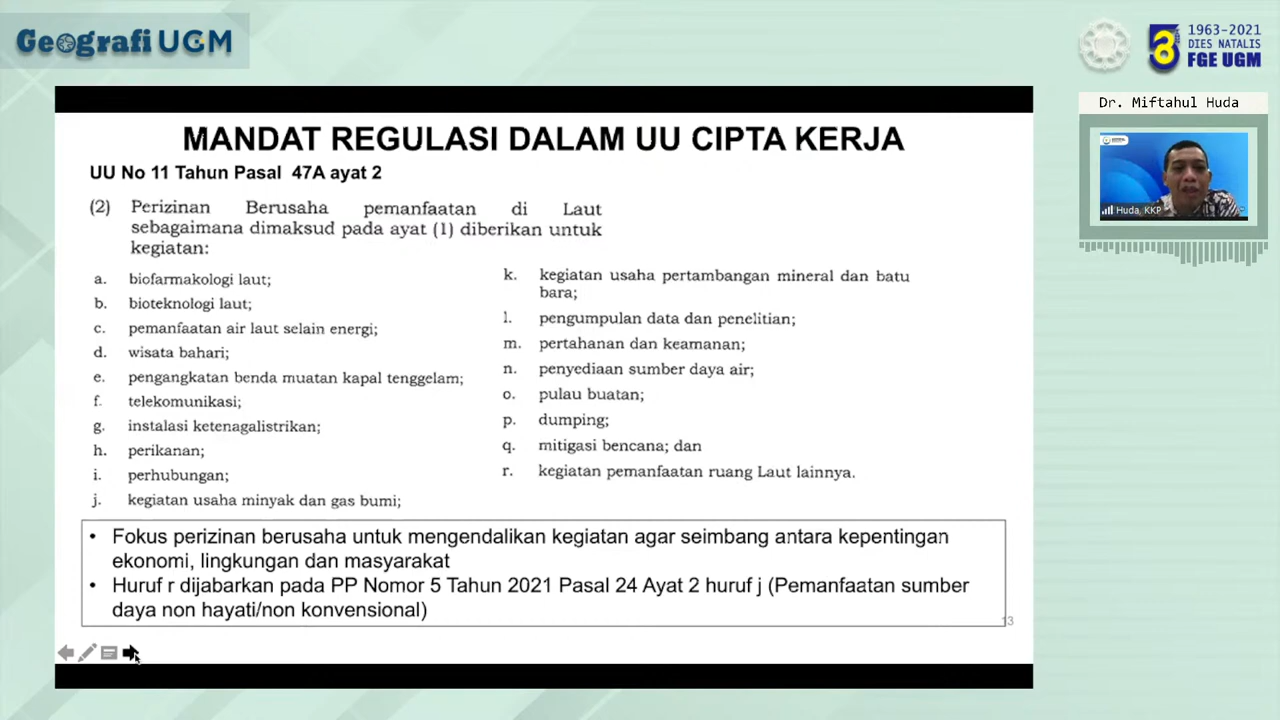 Geografi UGM
1963-2021
DIES NATALIS
FGE UGM
Dr. Miftahul Huda
Huda, KKP
MANDAT REGULASI DALAM UU CIPTA KERJA
UU No 11 Tahun Pasal 47A ayat 2
(2) Perizinan Berusaha pemanfaatan di Laut
sebagaimana dimaksud pada ayat (1) diberikan untuk
kegiatan:
a. biofarmakologi laut;
b. bioteknologi laut;
c. pemanfaatan air laut selain energi;
d. wisata bahari;
e. pengangkatan benda muatan kapal tenggelam;
f. telekomunikasi;
g. instalasi ketenagalistrikan;
h. perikanan;
i. perhubungan;
j. kegiatan usaha minyak dan gas bumi;
k. kegiatan usaha pertambangan mineral dan batu
bara;
l. pengumpulan data dan penelitian;
m. pertahanan dan keamanan;
n. penyediaan sumber daya air;
o. pulau buatan;
p. dumping;
q. mitigasi bencana; dan
r. kegiatan pemanfaatan ruang Laut lainnya.
• Fokus perizinan berusaha untuk mengendalikan kegiatan agar seimbang antara kepentingan
ekonomi, lingkungan dan masyarakat
• Huruf r dijabarkan pada PP Nomor 5 Tahun 2021 Pasal 24 Ayat 2 huruf j (Pemanfaatan sumber
daya non hayati/non konvensional)
13